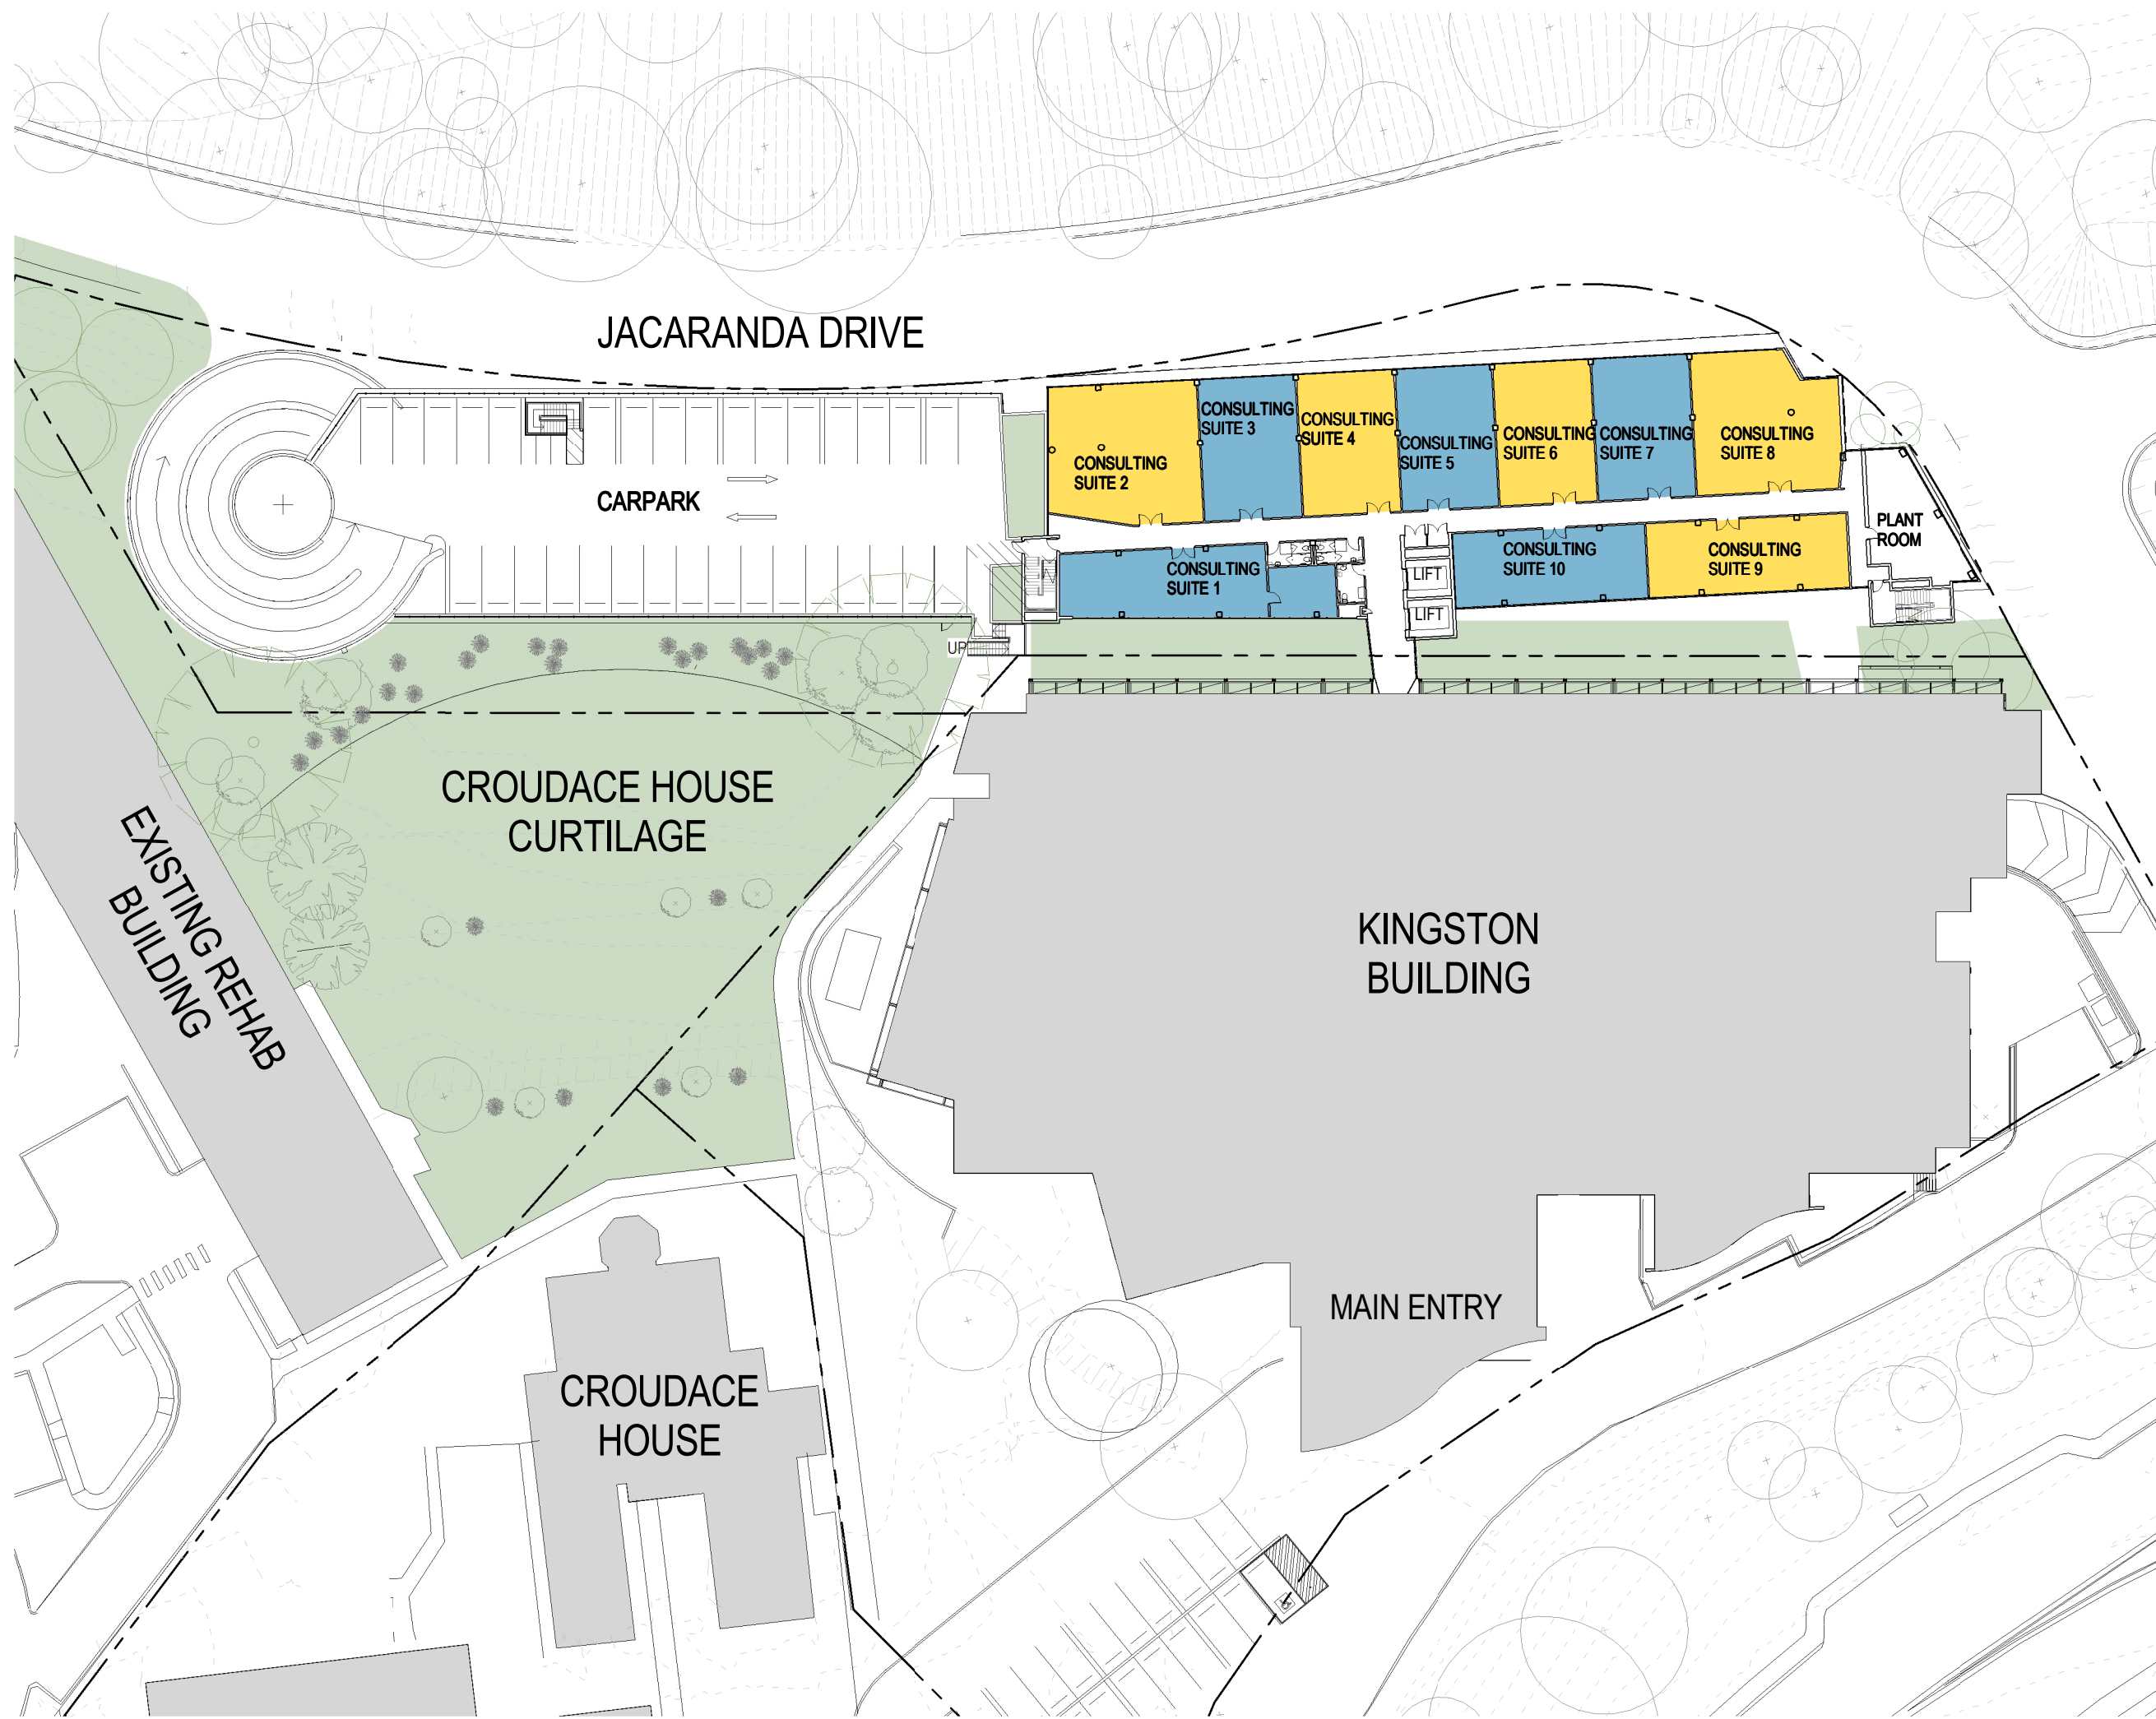 JACARANDA DRIVE
CARPARK
CONSULTING
SUITE 2
CONSULTING
SUITE 3
CONSULTING
SUITE 4
CONSULTING
SUITE 5
CONSULTING
SUITE 6
CONSULTING
SUITE 7
CONSULTING
SUITE 8
PLANT
ROOM
CONSULTING
SUITE 1
LIFT
LIFT
CONSULTING
SUITE 10
CONSULTING
SUITE 9
UP
CROUDACE HOUSE
CURTILAGE
EXISTING REHAB
BUILDING
KINGSTON
BUILDING
MAIN ENTRY
CROUDACE
HOUSE